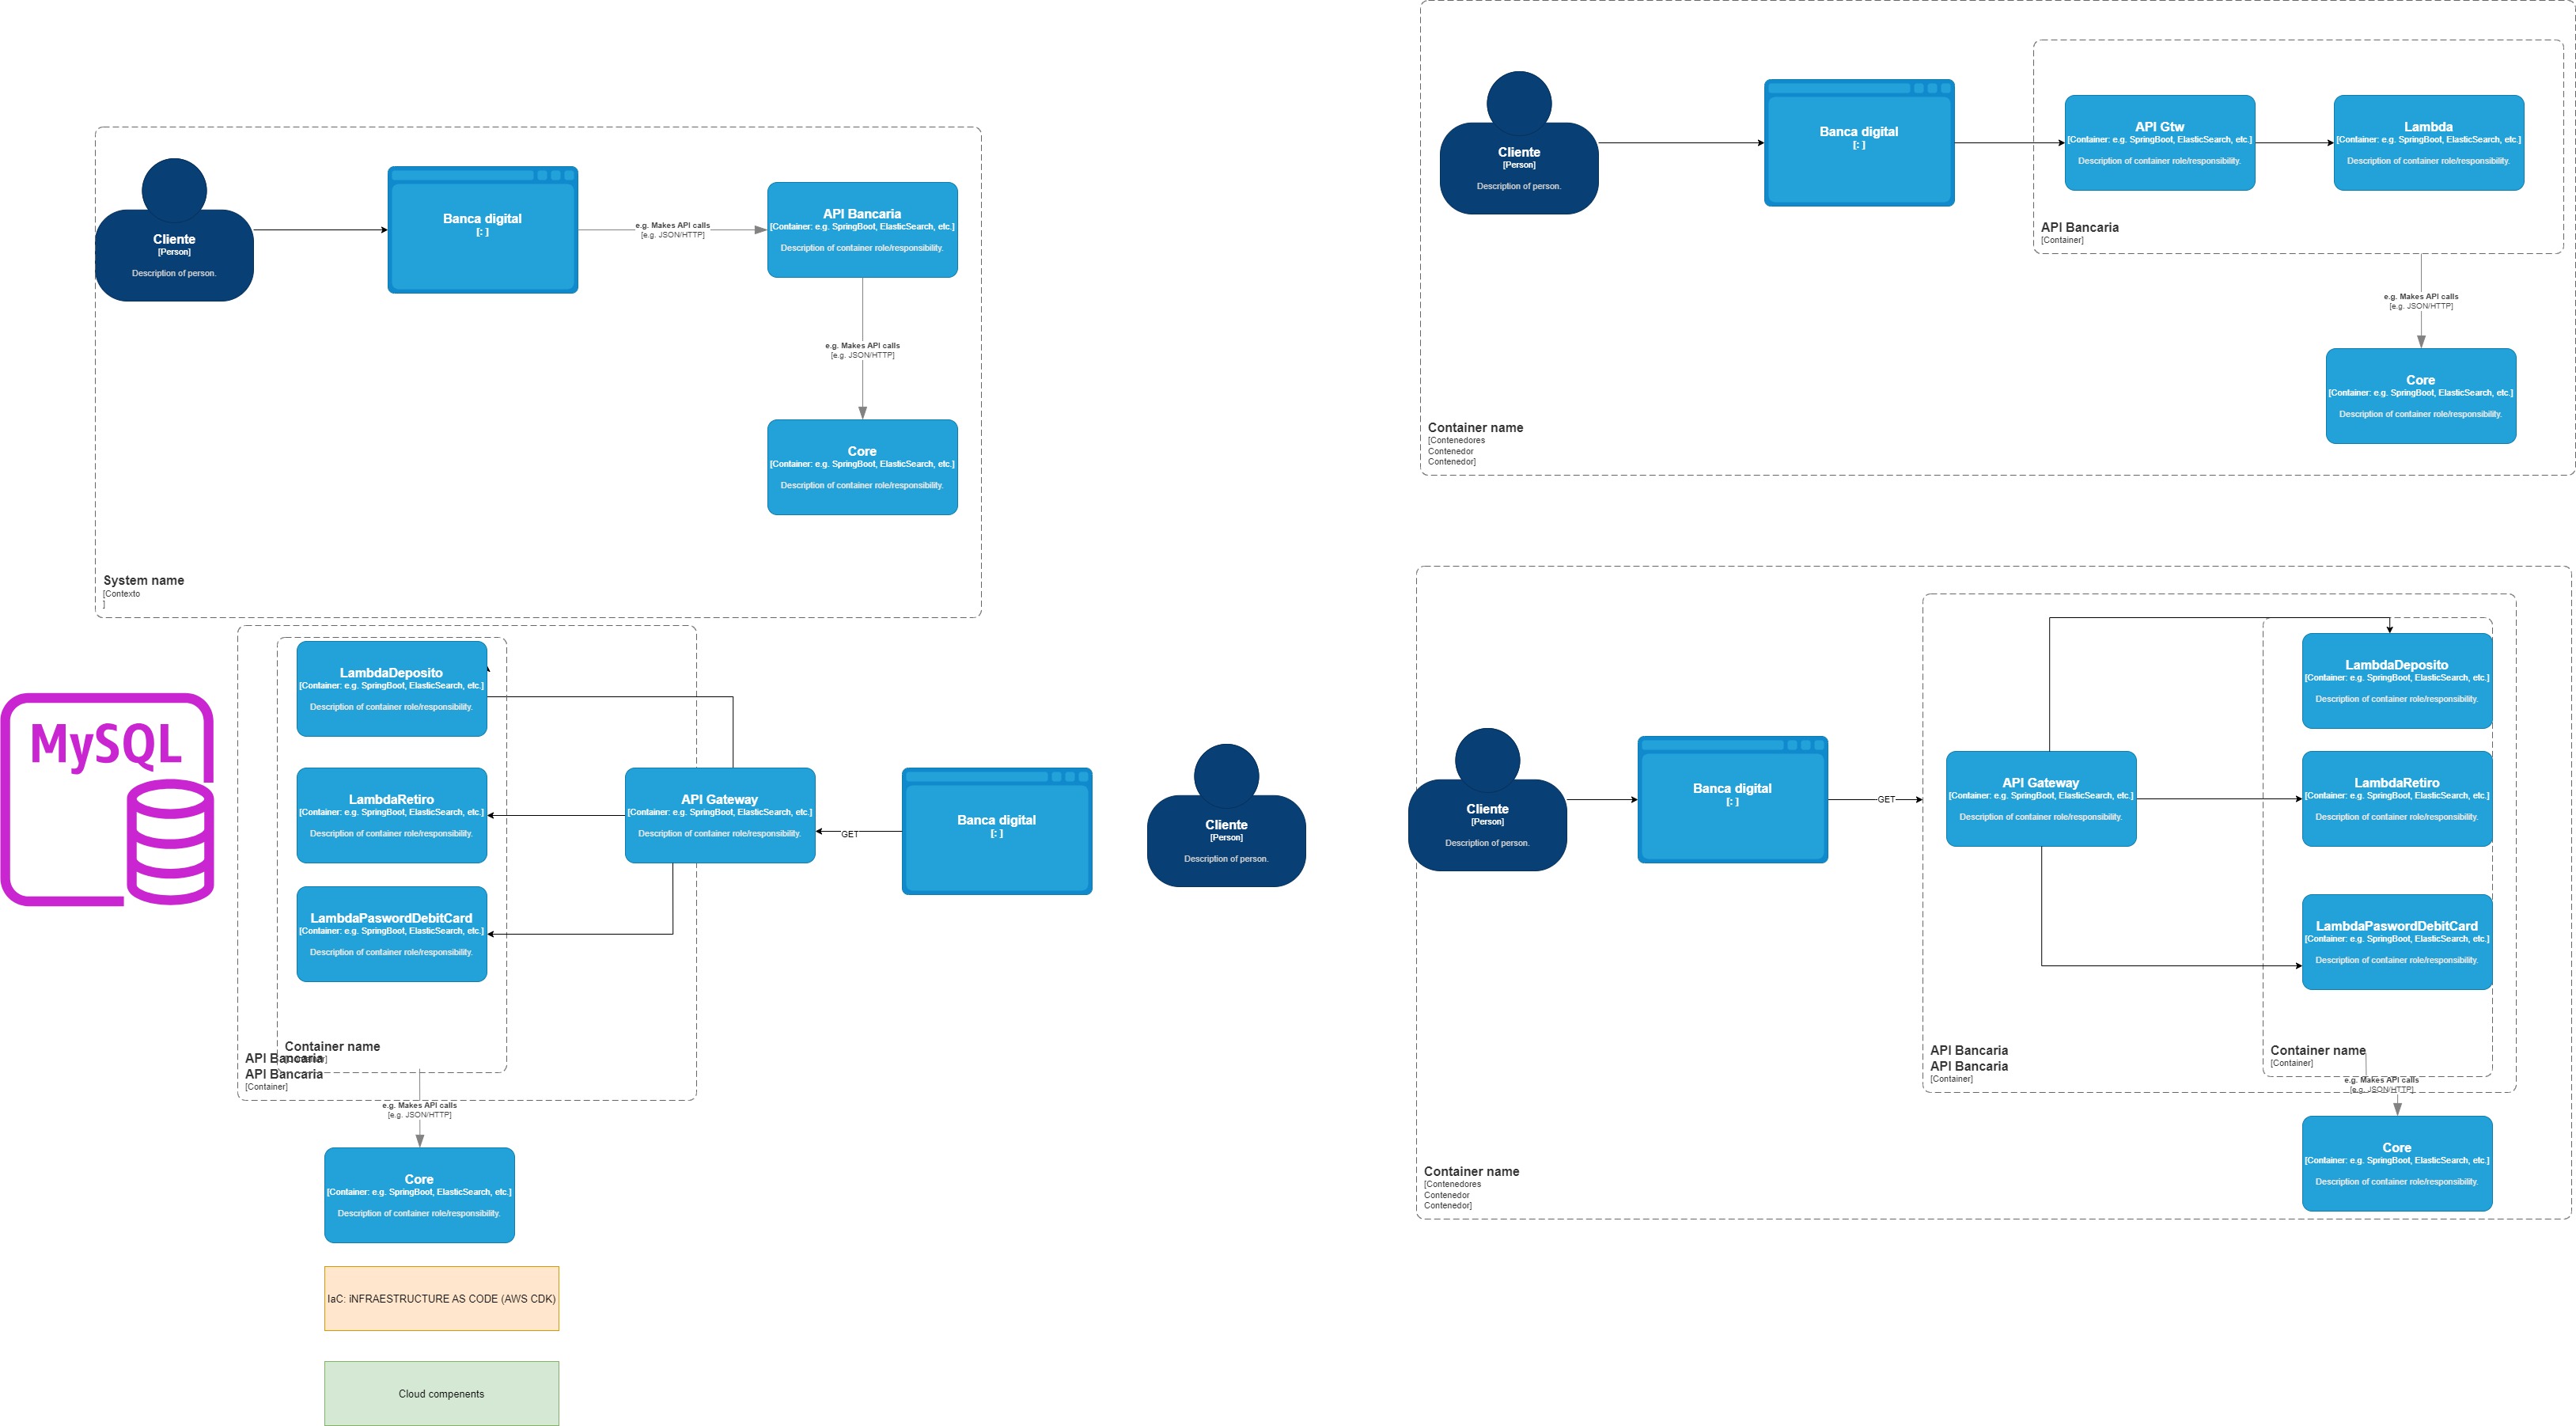 Cliente
[Person]
Description of person.
Banca digital
[: ]
e.g. Makes API calls
[e.g. JSON/HTTP]
API Bancaria
[Container: e.g. SpringBoot, ElasticSearch, etc.]
Description of container role/responsibility.
e.g. Makes API calls
[e.g. JSON/HTTP]
Core
[Container: e.g. SpringBoot, ElasticSearch, etc.]
Description of container role/responsibility.
System name
[Contexto
]
Cliente
[Person]
Description of person.
Banca digital
[: ]
API Gtw
[Container: e.g. SpringBoot, ElasticSearch, etc.]
Description of container role/responsibility.
Lambda
[Container: e.g. SpringBoot, ElasticSearch, etc.]
Description of container role/responsibility.
API Bancaria
[Container]
e.g. Makes API calls
[e.g. JSON/HTTP]
Core
[Container: e.g. SpringBoot, ElasticSearch, etc.]
Description of container role/responsibility.
Container name
[Contenedores
Contenedor
Contenedor]
MySQL
LambdaDeposito
[Container: e.g. SpringBoot, ElasticSearch, etc.]
Description of container role/responsibility.
LambdaRetiro
[Container: e.g. SpringBoot, ElasticSearch, etc.]
Description of container role/responsibility.
LambdaPaswordDebitCard
[Container: e.g. SpringBoot, ElasticSearch, etc.]
Description of container role/responsibility.
API Gateway
[Container: e.g. SpringBoot, ElasticSearch, etc.]
Description of container role/responsibility.
GET
Banca digital
[: ]
Cliente
[Person]
Description of person.
Container name
[Container]
API Bancaria
API Bancaria
[Container]
e.g. Makes API calls
[e.g. JSON/HTTP]
Core
[Container: e.g. SpringBoot, ElasticSearch, etc.]
Description of container role/responsibility.
IaC: iNFRAESTRUCTURE AS CODE (AWS CDK)
Cloud compenents
Cliente
[Person]
Description of person.
Banca digital
[: ]
GET
API Gateway
[Container: e.g. SpringBoot, ElasticSearch, etc.]
Description of container role/responsibility.
LambdaDeposito
[Container: e.g. SpringBoot, ElasticSearch, etc.]
Description of container role/responsibility.
LambdaRetiro
[Container: e.g. SpringBoot, ElasticSearch, etc.]
Description of container role/responsibility.
LambdaPaswordDebitCard
[Container: e.g. SpringBoot, ElasticSearch, etc.]
Description of container role/responsibility.
API Bancaria
API Bancaria
[Container]
Container name
[Container]
e.g. Makes API calls
[e.g. JSON/HTTP]
Core
[Container: e.g. SpringBoot, ElasticSearch, etc.]
Description of container role/responsibility.
Container name
[Contenedores
Contenedor
Contenedor]